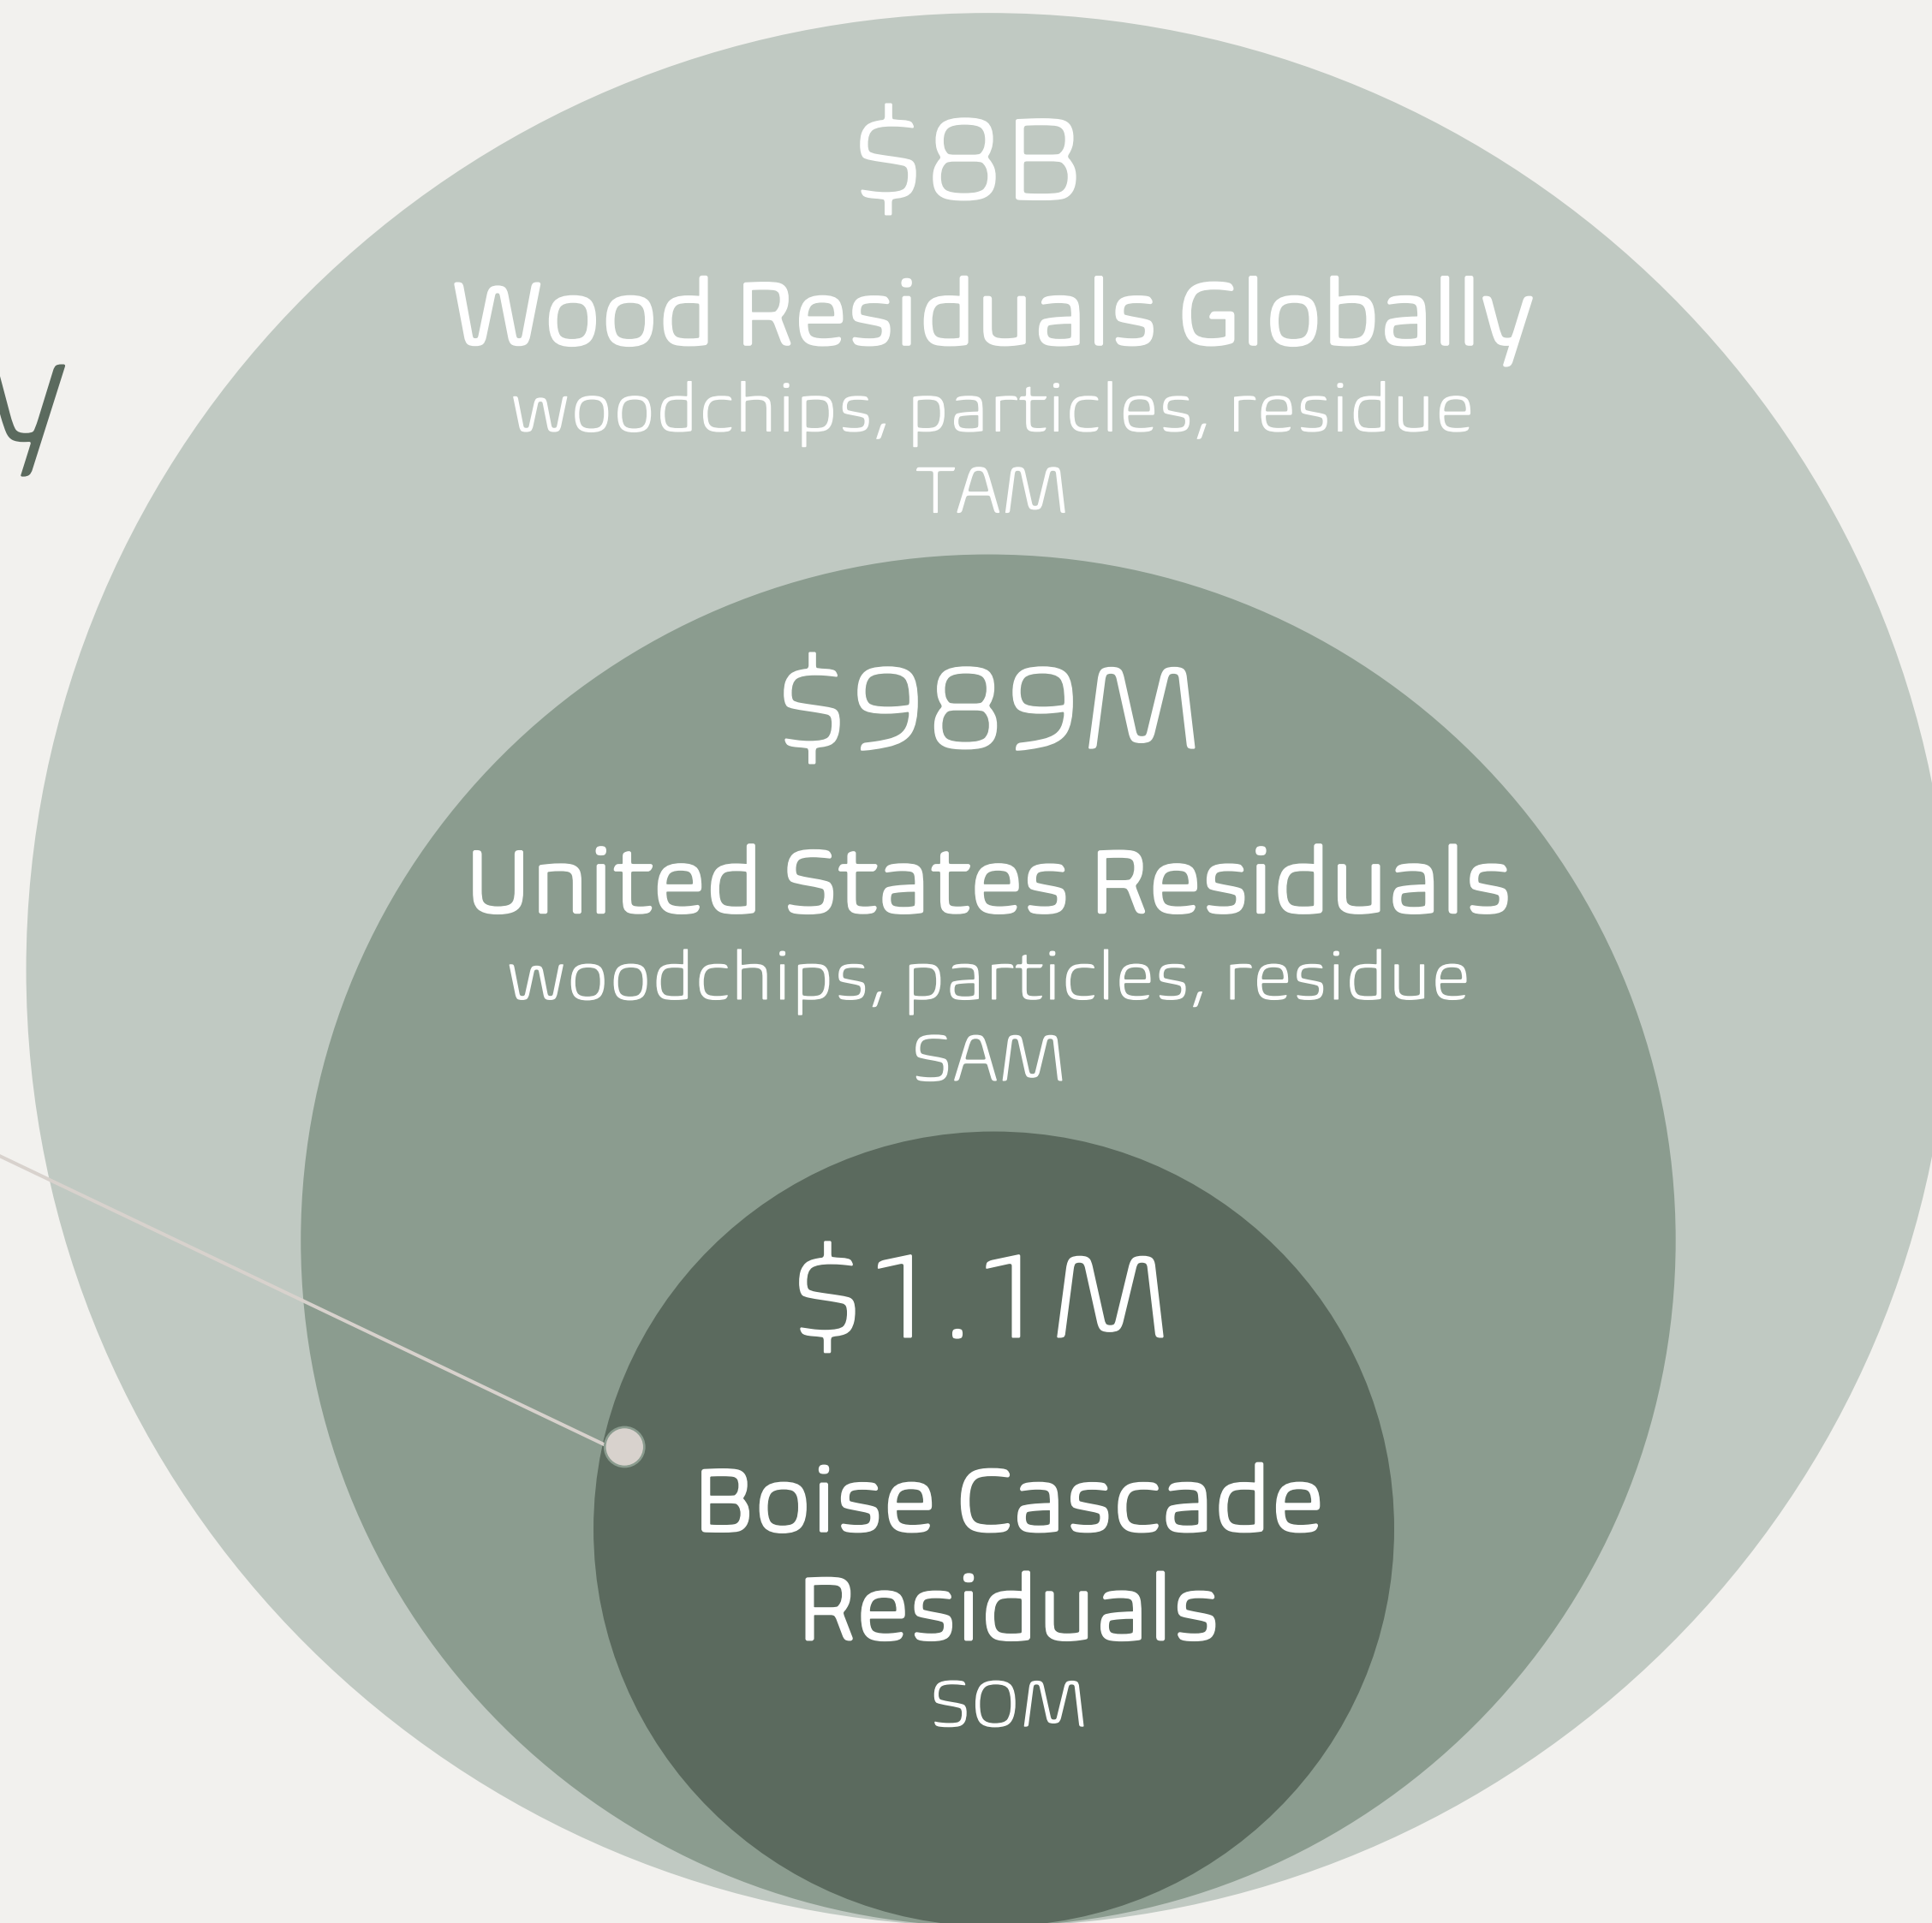 $8B
Wood Residuals Globally
woodchips, particles, residue
TAM
y
$989M
United States Residuals
woodchips, particles, residue
SAM
$1.1M
Boise Cascade
Residuals
SOM